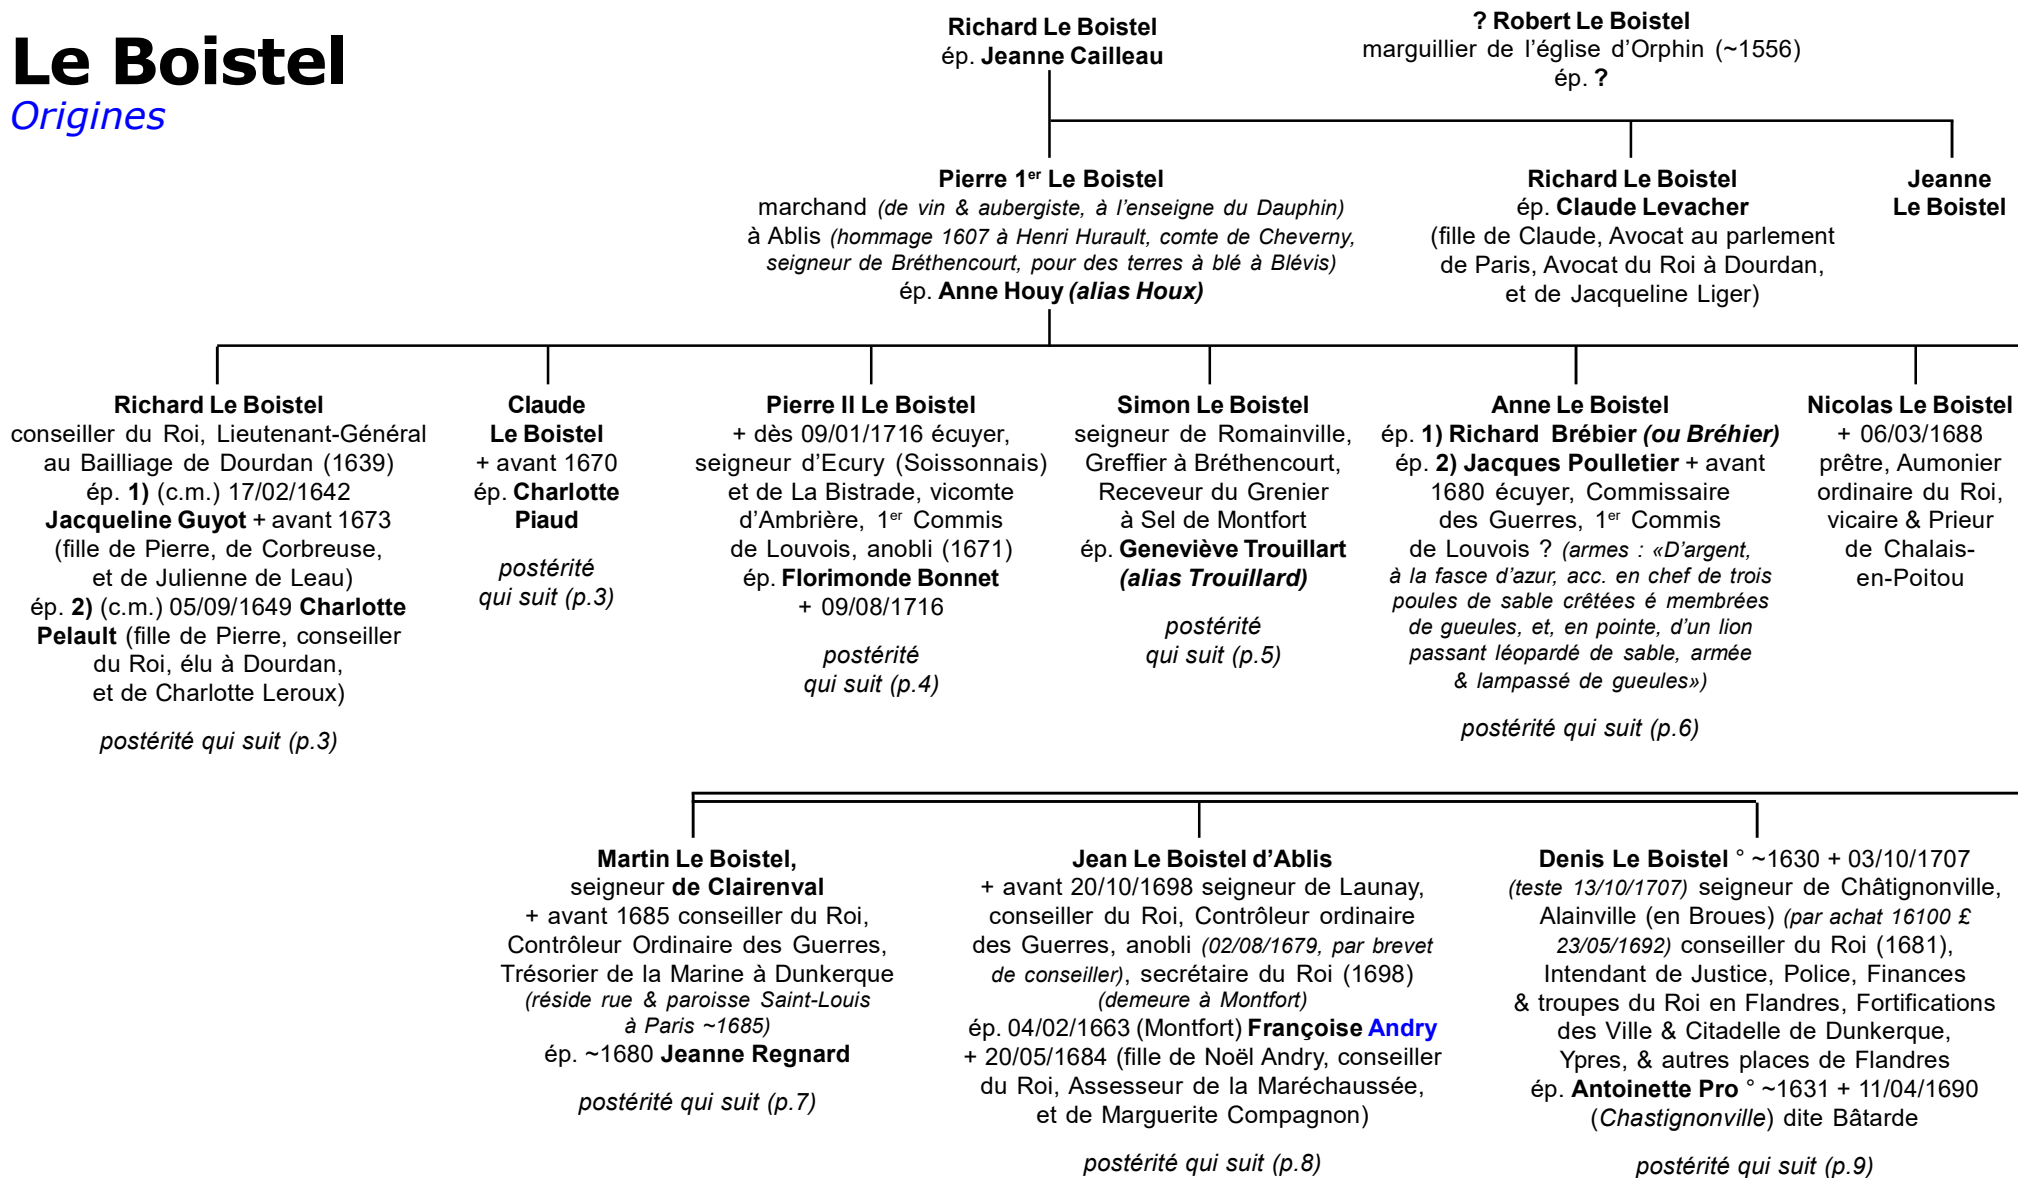 Le Boistel
Origines
Richard Le Boistel
ép. Jeanne Cailleau
? Robert Le Boistel
marguillier de l'église d'Orphin (~1556)
ép. ?
Pierre 1er Le Boistel
marchand (de vin & aubergiste, à l'enseigne du Dauphin)
à Ablis (hommage 1607 à Henri Hurault, comte de Cheverny,
seigneur de Bréthencourt, pour des terres à blé à Blévis)
ép. Anne Houy (alias Houx)
Richard Le Boistel
ép. Claude Levacher
(fille de Claude, Avocat au parlement
de Paris, Avocat du Roi à Dourdan,
et de Jacqueline Liger)
Jeanne
Le Boistel
Richard Le Boistel
conseiller du Roi, Lieutenant-Général
au Bailliage de Dourdan (1639)
ép. 1) (c.m.) 17/02/1642
Jacqueline Guyot + avant 1673
(fille de Pierre, de Corbreuse,
et de Julienne de Leau)
ép. 2) (c.m.) 05/09/1649 Charlotte
Pelault (fille de Pierre, conseiller
du Roi, élu à Dourdan,
et de Charlotte Leroux)
postérité qui suit (p.3)
Claude
Le Boistel
+ avant 1670
ép. Charlotte
Piaud
postérité
qui suit (p.3)
Pierre II Le Boistel
+ dès 09/01/1716 écuyer,
seigneur d'Ecury (Soissonnais)
et de La Bistrade, vicomte
d'Ambrière, 1er Commis
de Louvois, anobli (1671)
ép. Florimonde Bonnet
+ 09/08/1716
postérité
qui suit (p.4)
Simon Le Boistel
seigneur de Romainville,
Greffier à Bréthencourt,
Receveur du Grenier
à Sel de Montfort
ép. Geneviève Trouillart
(alias Trouillard)
postérité
qui suit (p.5)
Anne Le Boistel
ép. 1) Richard Brébier (ou Bréhier)
ép. 2) Jacques Poulletier + avant
1680 écuyer, Commissaire
des Guerres, 1er Commis
de Louvois ? (armes : «D'argent,
à la fasce d'azur, acc. en chef de trois
poules de sable crêtées é membrées
de gueules, et, en pointe, d'un lion
passant léopardé de sable, armée
& lampassé de gueules»)
postérité qui suit (p.6)
Nicolas Le Boistel
+ 06/03/1688
prêtre, Aumonier
ordinaire du Roi,
vicaire & Prieur
de Chalais-
en-Poitou
Martin Le Boistel,
seigneur de Clairenval
+ avant 1685 conseiller du Roi,
Contrôleur Ordinaire des Guerres,
Trésorier de la Marine à Dunkerque
(réside rue & paroisse Saint-Louis
à Paris ~1685)
ép. ~1680 Jeanne Regnard
postérité qui suit (p.7)
Jean Le Boistel d'Ablis
+ avant 20/10/1698 seigneur de Launay,
conseiller du Roi, Contrôleur ordinaire
des Guerres, anobli (02/08/1679, par brevet
de conseiller), secrétaire du Roi (1698)
(demeure à Montfort)
ép. 04/02/1663 (Montfort) Françoise Andry
+ 20/05/1684 (fille de Noël Andry, conseiller
du Roi, Assesseur de la Maréchaussée,
et de Marguerite Compagnon)
postérité qui suit (p.8)
Denis Le Boistel ° ~1630 + 03/10/1707
(teste 13/10/1707) seigneur de Châtignonville,
Alainville (en Broues) (par achat 16100 £
23/05/1692) conseiller du Roi (1681),
Intendant de Justice, Police, Finances
& troupes du Roi en Flandres, Fortifications
des Ville & Citadelle de Dunkerque,
Ypres, & autres places de Flandres
ép. Antoinette Pro ° ~1631 + 11/04/1690
(Chastignonville) dite Bâtarde
postérité qui suit (p.9)